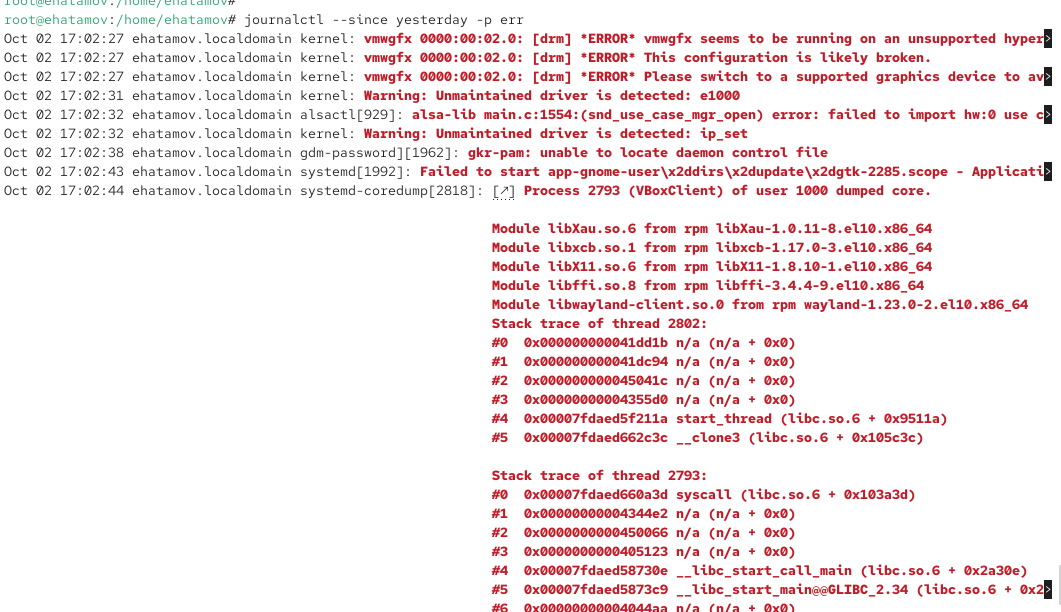 root@ehatamov:/home/ehatamov#
root@ehatamov:/home/ehatamov# journalctl --since yesterday -p err
Oct 02 17:02:27 ehatamov.localdomain kernel: vmwgfx 0000:00:02.0: [drm] *ERROR* vmwgfx seems to be running on an unsupported hyper>
Oct 02 17:02:27 ehatamov.localdomain kernel: vmwgfx 0000:00:02.0: [drm] *ERROR* This configuration is likely broken.
Oct 02 17:02:27 ehatamov.localdomain kernel: vmwgfx 0000:00:02.0: [drm] *ERROR* Please switch to a supported graphics device to av>
Oct 02 17:02:31 ehatamov.localdomain kernel: Warning: Unmaintained driver is detected: e1000
Oct 02 17:02:32 ehatamov.localdomain alsactl[929]: alsa-lib main.c:1554:(snd_use_case_mgr_open) error: failed to import hw:0 use c>
Oct 02 17:02:32 ehatamov.localdomain kernel: Warning: Unmaintained driver is detected: ip_set
Oct 02 17:02:38 ehatamov.localdomain gdm-password][1962]: gkr-pam: unable to locate daemon control file
Oct 02 17:02:43 ehatamov.localdomain systemd[1992]: Failed to start app-gnome-user\x2ddirs\x2dupdate\x2dgtk-2285.scope - Applicati>
Oct 02 17:02:44 ehatamov.localdomain systemd-coredump[2818]: [↗] Process 2793 (VBoxClient) of user 1000 dumped core.
Module libXau.so.6 from rpm libXau-1.0.11-8.el10.x86_64
Module libxcb.so.1 from rpm libxcb-1.17.0-3.el10.x86_64
Module libX11.so.6 from rpm libX11-1.8.10-1.el10.x86_64
Module libffi.so.8 from rpm libffi-3.4.4-9.el10.x86_64
Module libwayland-client.so.0 from rpm wayland-1.23.0-2.el10.x86_64
Stack trace of thread 2802:
#0  0x000000000041dd1b n/a (n/a + 0x0)
#1  0x000000000041dc94 n/a (n/a + 0x0)
#2  0x000000000045041c n/a (n/a + 0x0)
#3  0x00000000004355d0 n/a (n/a + 0x0)
#4  0x00007fdaed5f211a start_thread (libc.so.6 + 0x9511a)
#5  0x00007fdaed662c3c __clone3 (libc.so.6 + 0x105c3c)
Stack trace of thread 2793:
#0  0x00007fdaed660a3d syscall (libc.so.6 + 0x103a3d)
#1  0x00000000004344e2 n/a (n/a + 0x0)
#2  0x0000000000450066 n/a (n/a + 0x0)
#3  0x0000000000405123 n/a (n/a + 0x0)
#4  0x00007fdaed58730e __libc_start_call_main (libc.so.6 + 0x2a30e)
#5  0x00007fdaed5873c9 __libc_start_main@@GLIBC_2.34 (libc.so.6 + 0x2>
#6  0x00000000004044aa n/a (n/a + 0x0)